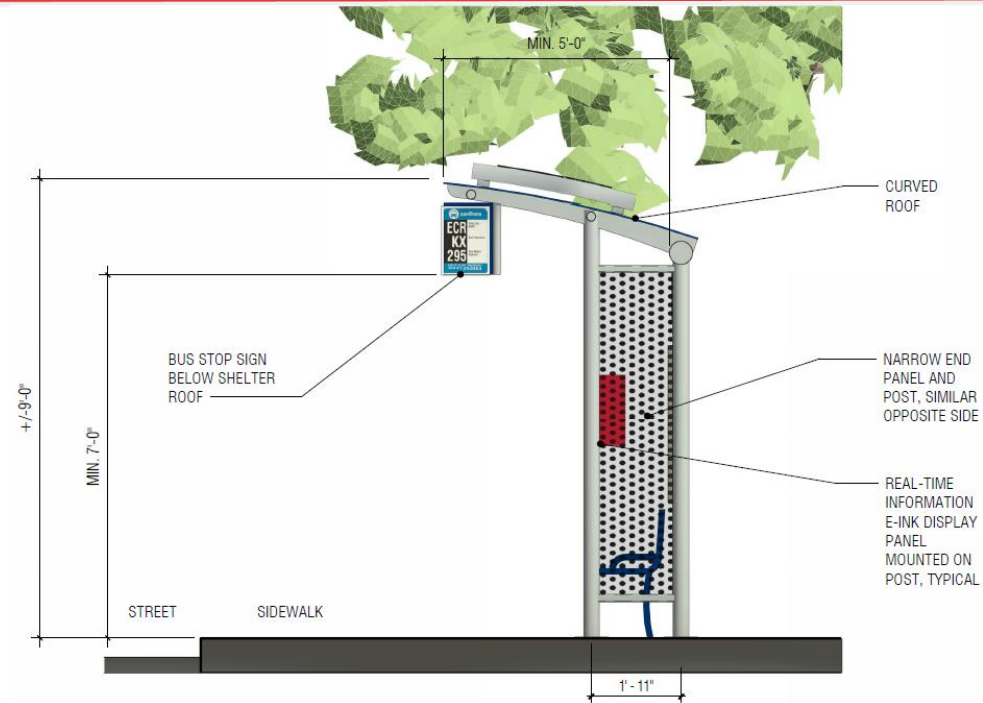 MIN. 5'-0"
CURVED
ROOF
ECR
KX
295
BUS STOP SIGN
BELOW SHELTER
ROOF
+/-9'-0"
MIN. 7'-0"
NARROW END
PANEL AND
POST, SIMILAR
OPPOSITE SIDE
REAL-TIME
INFORMATION
E-INK DISPLAY
PANEL
MOUNTED ON
POST, TYPICAL
STREET
SIDEWALK
1'-11"